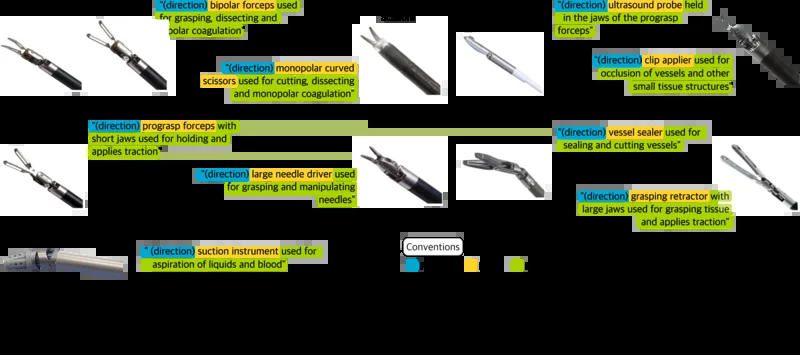 "(direction) bipolar forceps used
for grasping, dissecting and
bipolar coagulation"
"(direction) monopolar curved
scissors used for cutting, dissecting
and monopolar coagulation"
"(direction) ultrasound probe held
in the jaws of the prograsp
forceps"
"(direction) clip applier used for
occlusion of vessels and other
small tissue structures"
"(direction) prograsp forceps with
short jaws used for holding and
applies traction"
"(direction) large needle driver used
for grasping and manipulating
needles"
"(direction) vessel sealer used for
sealing and cutting vessels"
"(direction) grasping retractor with
large jaws used for grasping tissue
and applies traction"
" (direction) suction instrument used for
aspiration of liquids and blood"
Conventions